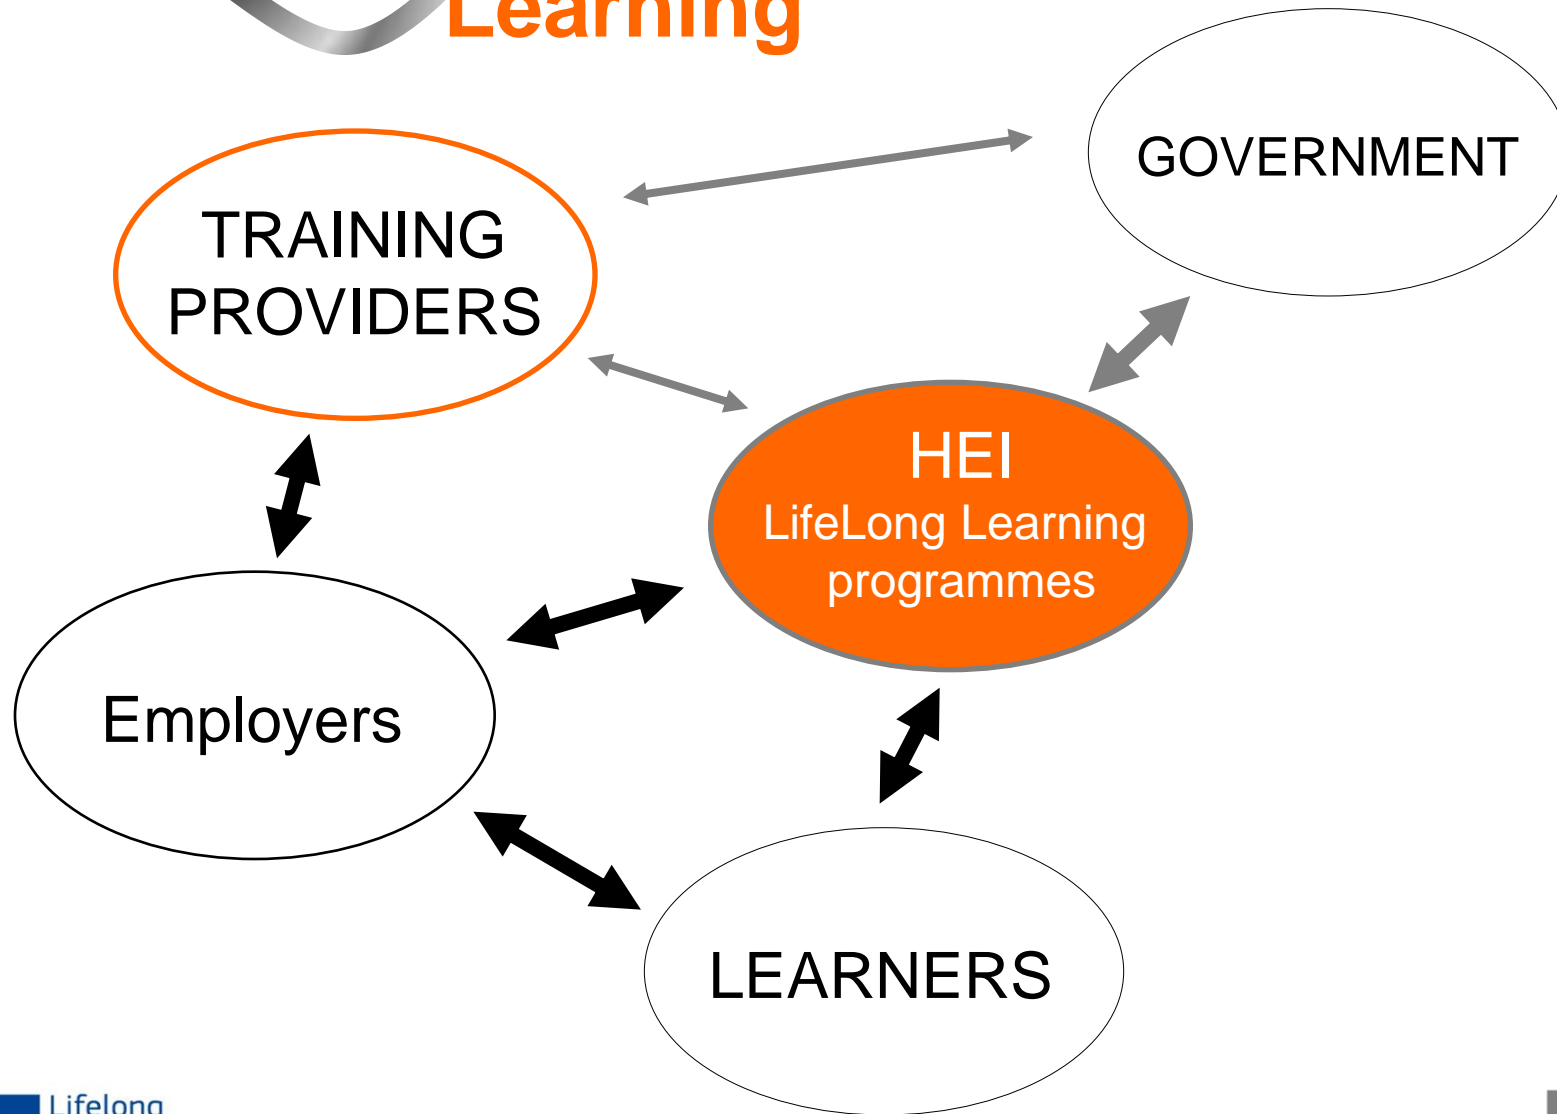 Learning
GOVERNMENT
TRAINING
PROVIDERS
HEI
LifeLong Learning
programmes
Employers
LEARNERS
Lifelong